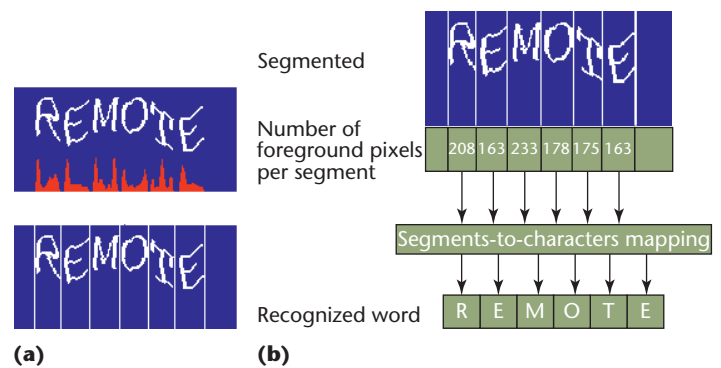 REMOTE
REMOTE
(a)
Segmented
REMOTE
Number of
foreground pixels
per segment
208 163 233 178 175 163
Segments-to-characters mapping
Recognized word
R E M O T E
(b)